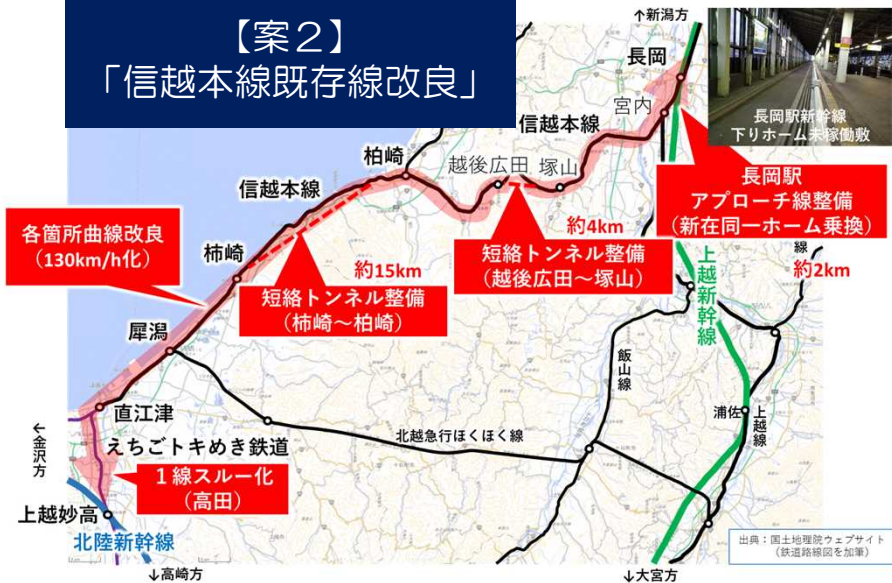 【案２】
「信越本線既存線改良」
↑新潟方
長岡
宮内
長岡駅新幹線
下りホーム未稼働敷
信越本線
柏崎
越後広田
塚山
信越本線
長岡駅
アプローチ線整備
（新在同一ホーム乗換）
各箇所曲線改良
（130km/h化）
柿崎
約15km
短絡トンネル整備
（柿崎～柏崎）
約4km
短絡トンネル整備
（越後広田～塚山）
線
約2km
上越新幹線
犀潟
飯山線
直江津
←金沢方
えちごトキめき鉄道
北越急行ほくほく線
浦佐
上越線
１線スルー化
（高田）
上越妙高
北陸新幹線
↓高崎方
↓大宮方
出典：国土地理院ウェブサイト
（鉄道路線図を加筆）